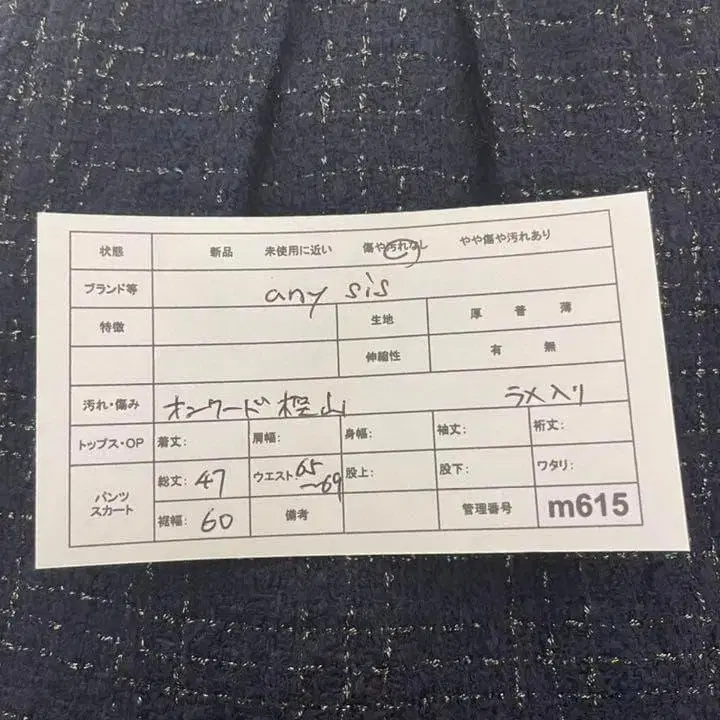 状態 新品 未使用に近い 傷や汚れなし やや傷や汚れあり
ブランド等 any sis
特徴 生地 厚 普 薄
伸縮性 有 無
汚れ・傷み オンワード樫山 ラメ入り
トップス・OP 着丈: 肩幅: 身幅: 袖丈: 裄丈:
パンツ スカート 総丈: 47 ウエスト 65～69 股上: 股下: ワタリ:
裾幅: 60 備考 管理番号 m615